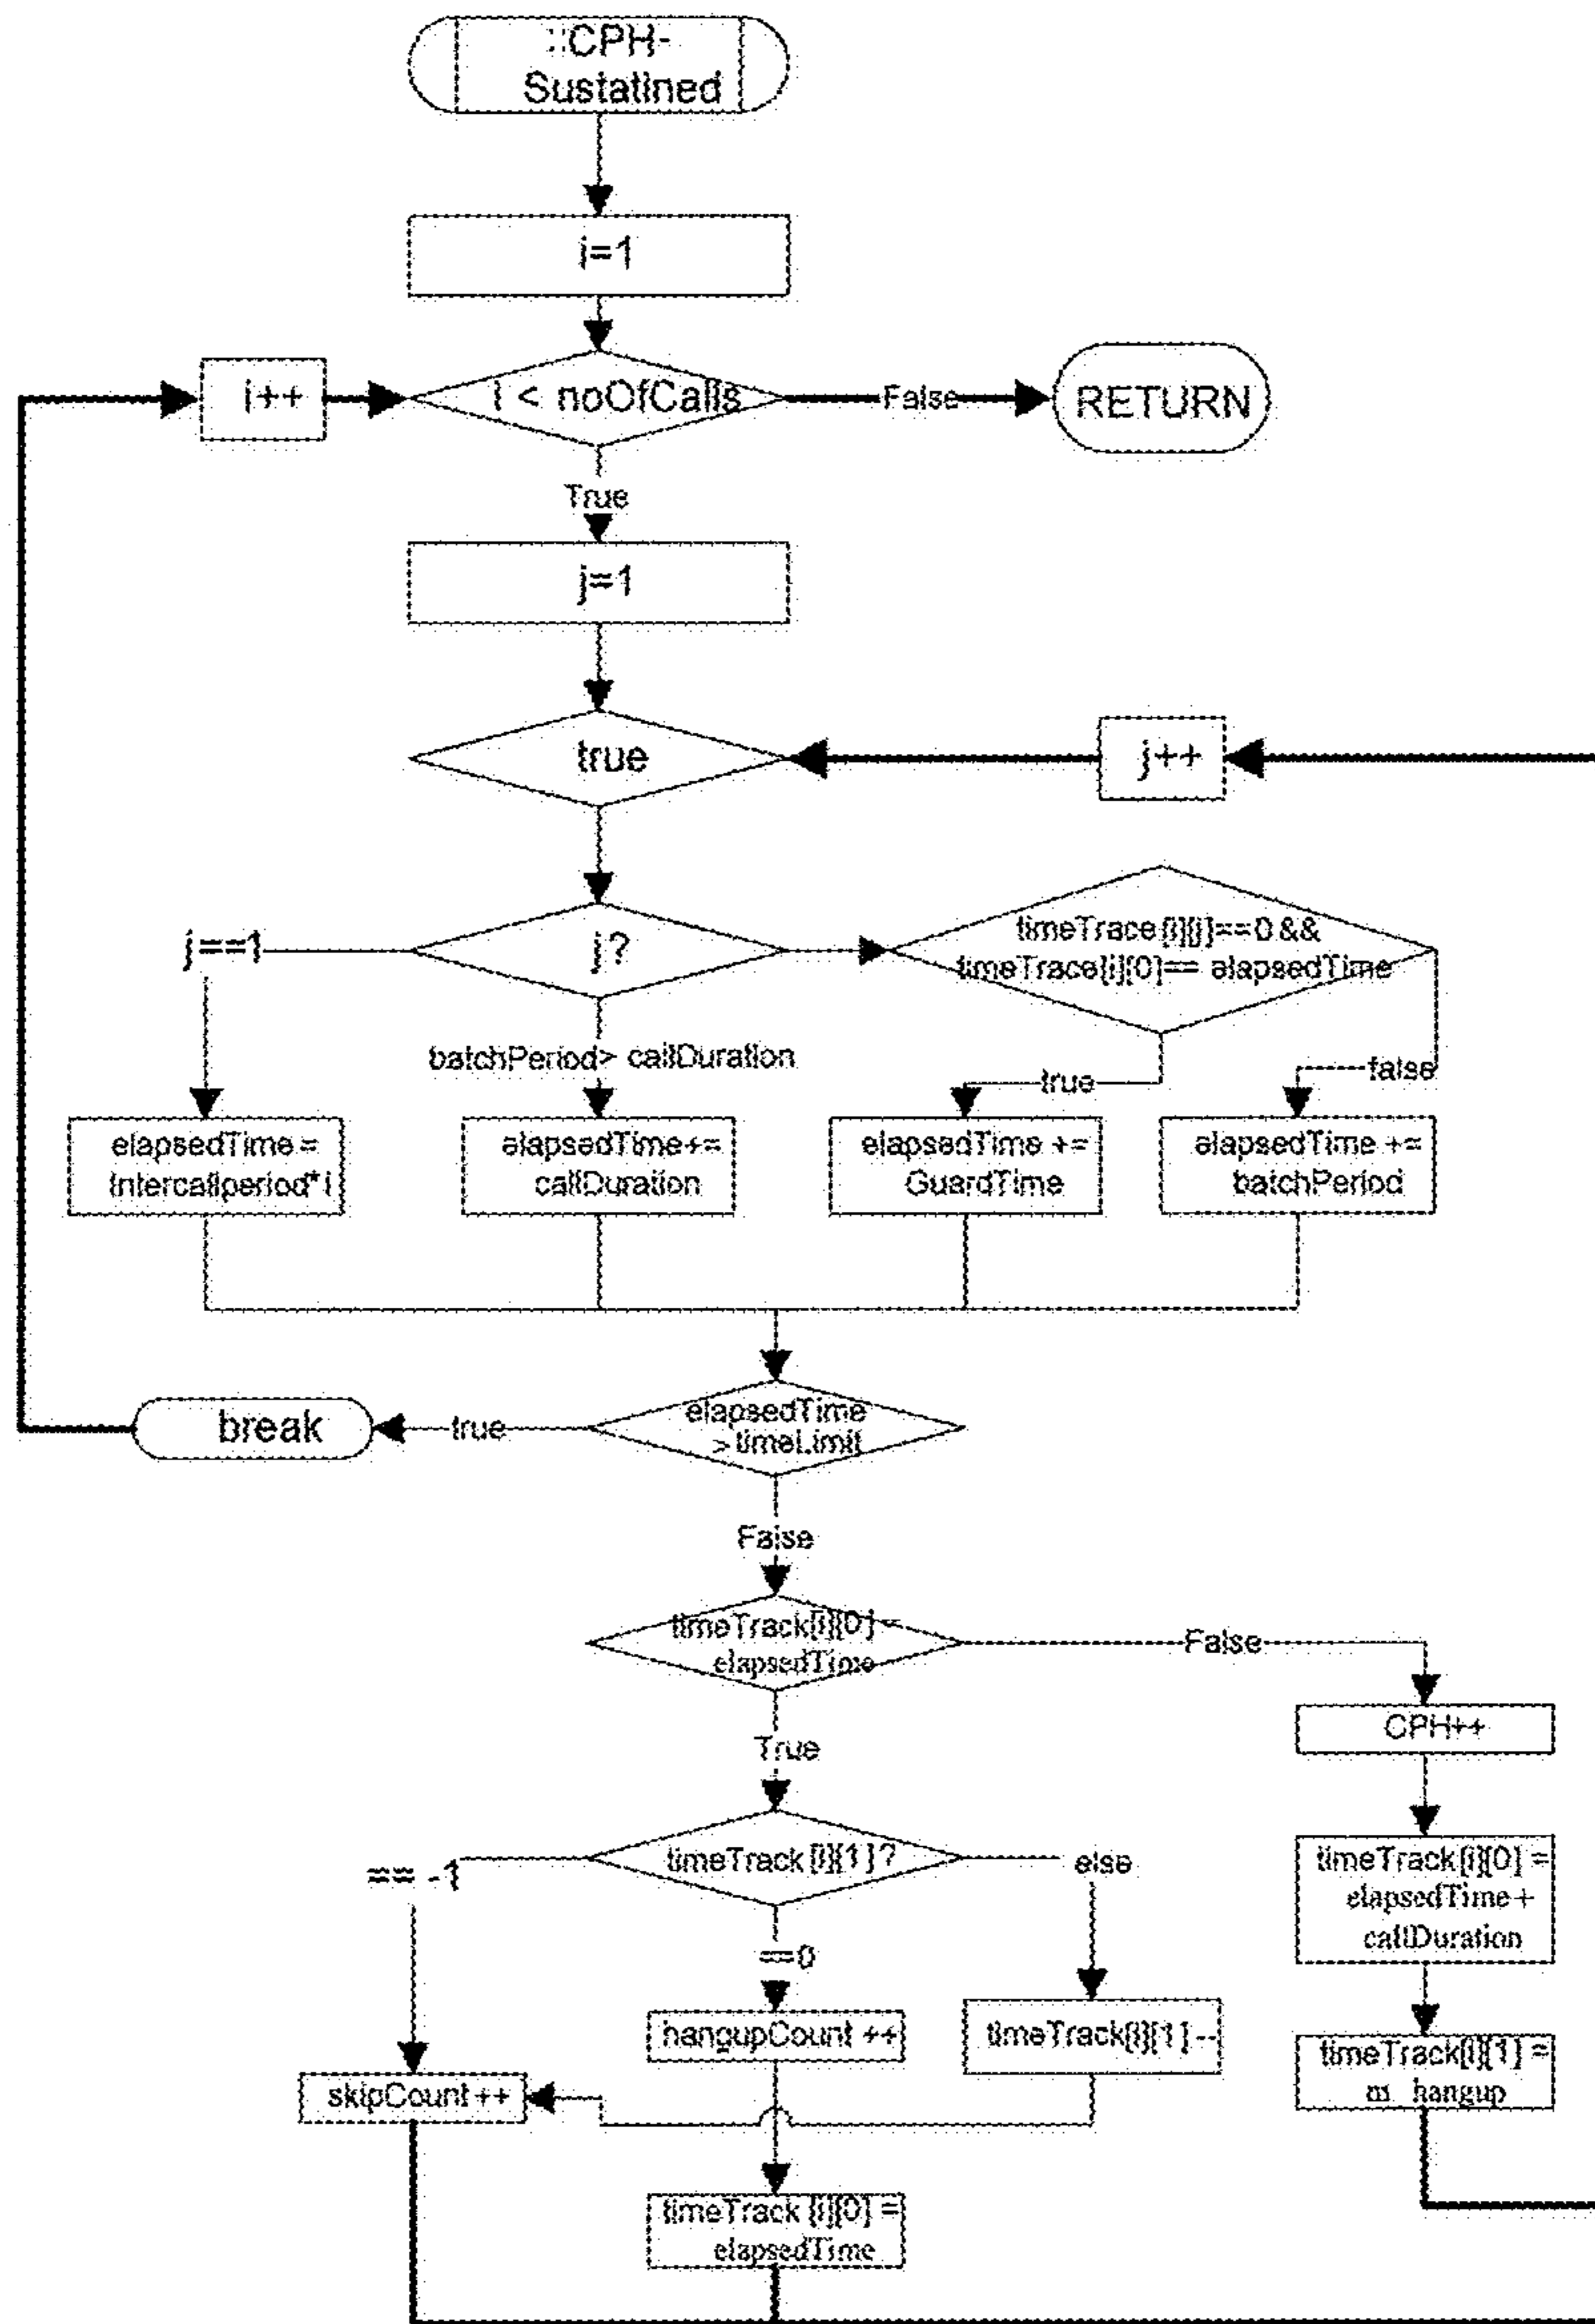 ::CPH-
Sustatined
i=1
i++
i < noOfCalls
False
RETURN
True
j=1
true
j++
j==1
j?
timeTrace[i][j]==0 &&
timeTrace[i][0]== elapsedTime
batchPeriod> callDuration
true
false
elapsedTime =
Intercallperiod*i
elapsedTime+=
callDuration
elapsedTime +=
GuardTime
elapsedTime +=
batchPeriod
break
true
elapsedTime
>timeLimit
False
timeTrack[i][0] –
elapsedTime
False
True
CPH++
== -1
timeTrack[i][1]?
else
timeTrack[i][0] =
elapsedTime +
callDuration
==0
hangupCount ++
timeTrack[i][1] --
timeTrack[i][1] =
m_hangup
skipCount ++
timeTrack [i][0] =
elapsedTime